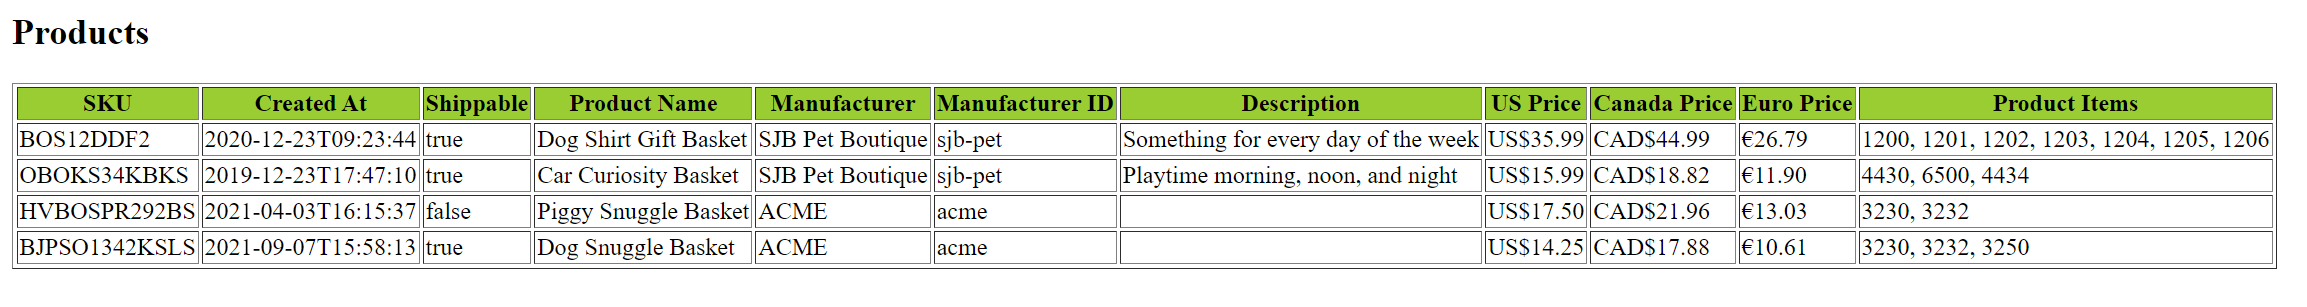 Products
SKU Created At Shippable Product Name Manufacturer Manufacturer ID Description US Price Canada Price Euro Price Product Items
BOS12DDF2 2020-12-23T09:23:44 true Dog Shirt Gift Basket SJB Pet Boutique sjb-pet Something for every day of the week US$35.99 CAD$44.99 €26.79 1200, 1201, 1202, 1203, 1204, 1205, 1206
OBOKS34KBKS 2019-12-23T17:47:10 true Car Curiosity Basket SJB Pet Boutique sjb-pet Playtime morning, noon, and night US$15.99 CAD$18.82 €11.90 4430, 6500, 4434
HVBOSPR292BS 2021-04-03T16:15:37 false Piggy Snuggle Basket ACME acme US$17.50 CAD$21.96 €13.03 3230, 3232
BJPSO1342KSLS 2021-09-07T15:58:13 true Dog Snuggle Basket ACME acme US$14.25 CAD$17.88 €10.61 3230, 3232, 3250